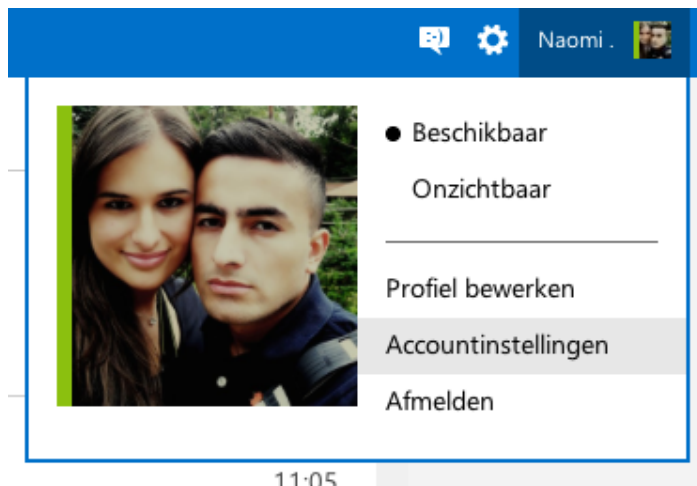 Naomi .
Beschikbaar
Onzichtbaar
Profiel bewerken
Accountinstellingen
Afmelden
11:05